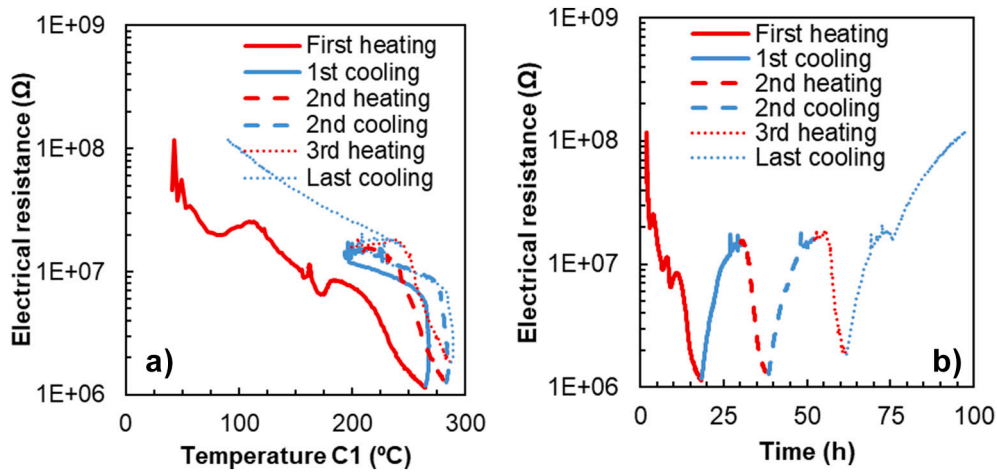 1E+09
1E+08
1E+07
1E+06
Electrical resistance (Ω)
First heating
1st cooling
2nd heating
2nd cooling
3rd heating
Last cooling
a)
0
100
200
300
Temperature C1 (ºC)
1E+09
1E+08
1E+07
1E+06
Electrical resistance (Ω)
First heating
1st cooling
2nd heating
2nd cooling
3rd heating
Last cooling
b)
0
25
50
75
100
Time (h)